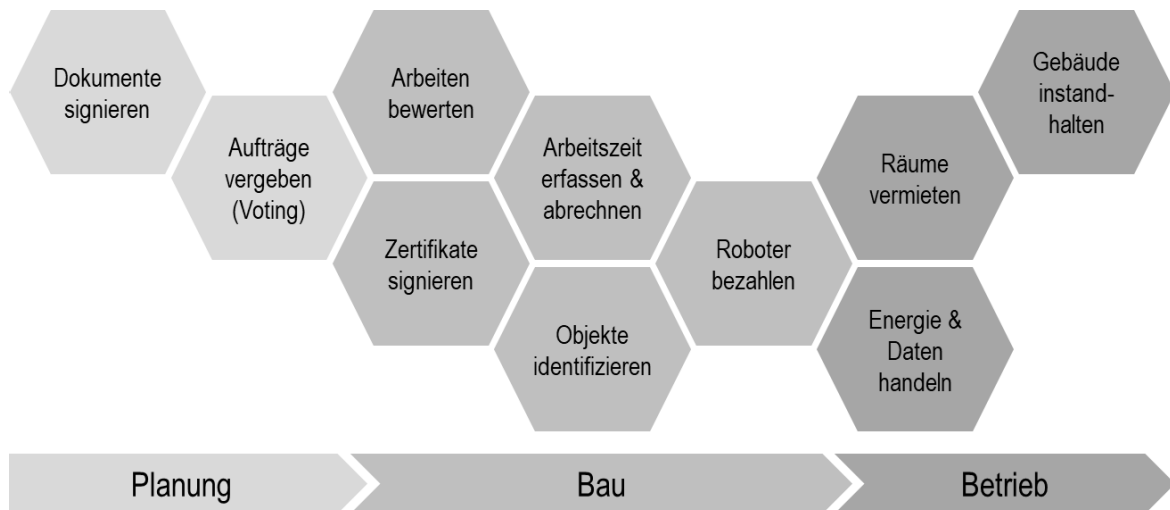 Dokumente
signieren
Aufträge
vergeben
(Voting)
Arbeiten
bewerten
Zertifikate
signieren
Arbeitszeit
erfassen &
abrechnen
Objekte
identifizieren
Roboter
bezahlen
Räume
vermieten
Energie &
Daten
handeln
Gebäude
instand-
halten
Planung
Bau
Betrieb